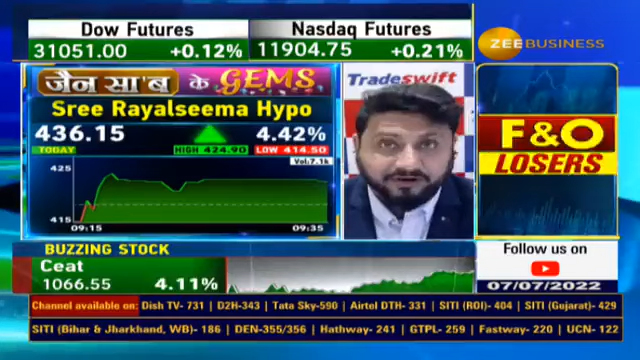 Dow Futures
31051.00 +0.12%
Nasdaq Futures
11904.75 +0.21%
ZEE BUSINESS
जैन सा'ब के GEMS
Sree Rayalseema Hypo
436.15 4.42%
TODAY HIGH 424.90 LOW 414.50
Vol:7.1k
425
415
09:15 09:35
Tradeswift
F&O
LOSERS
BUZZING STOCK
Ceat
1066.55 4.11%
Follow us on
07/07/2022
Channel available on: Dish TV- 731 | D2H-343 | Tata Sky-590 | Airtel DTH- 331 | SITI (ROI)- 404 | SITI (Gujarat)- 429
SITI (Bihar & Jharkhand, WB)- 186 | DEN-355/356 | Hathway- 241 | GTPL- 259 | Fastway- 220 | UCN- 122